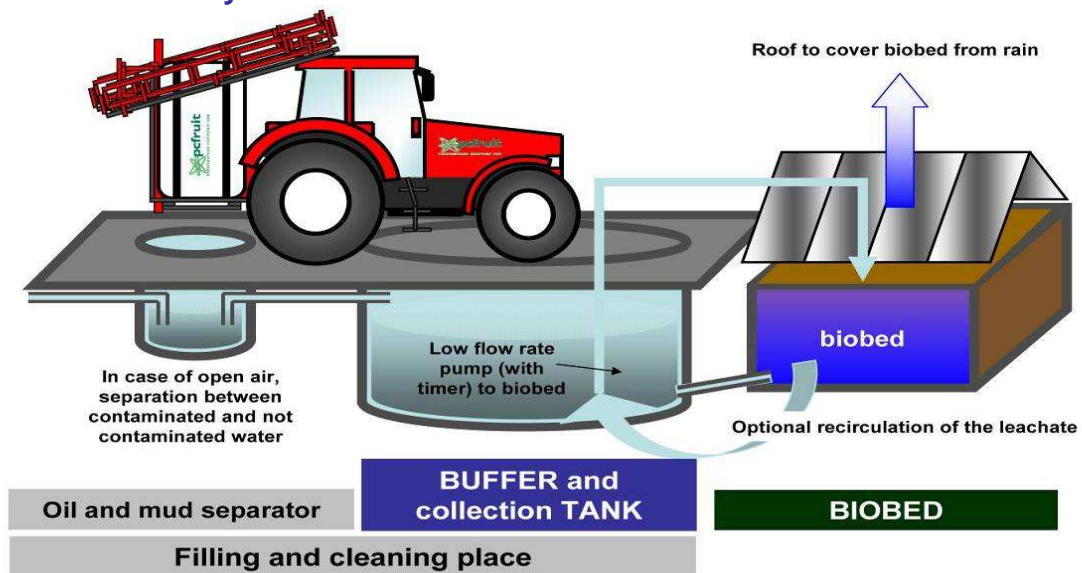 Roof to cover biobed from rain
pcfruit
pcfruit
biobed
Low flow rate
pump (with
timer) to biobed
In case of open air,
separation between
contaminated and not
contaminated water
Optional recirculation of the leachate
Oil and mud separator
BUFFER and
collection TANK
BIOBED
Filling and cleaning place